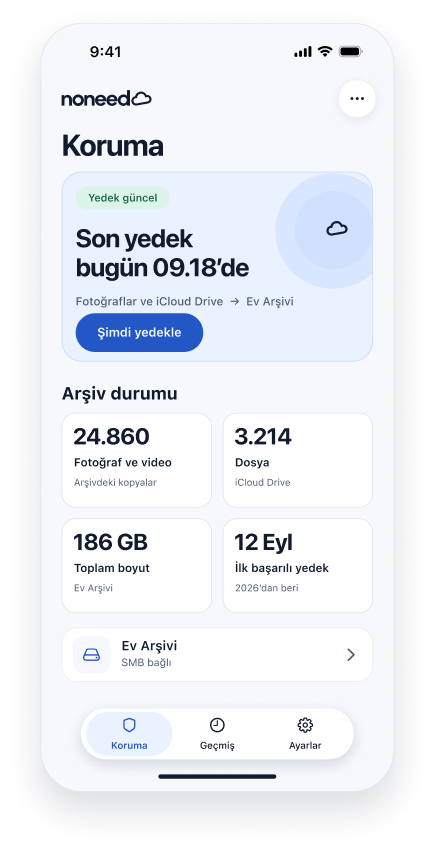 9:41
noneed
Koruma
Yedek güncel
Son yedek
bugün 09.18’de
Fotoğraflar ve iCloud Drive → Ev Arşivi
Şimdi yedekle
Arşiv durumu
24.860
Fotoğraf ve video
Arşivdeki kopyalar
3.214
Dosya
iCloud Drive
186 GB
Toplam boyut
Ev Arşivi
12 Eyl
İlk başarılı yedek
2026’dan beri
Ev Arşivi
SMB bağlı
Koruma
Geçmiş
Ayarlar